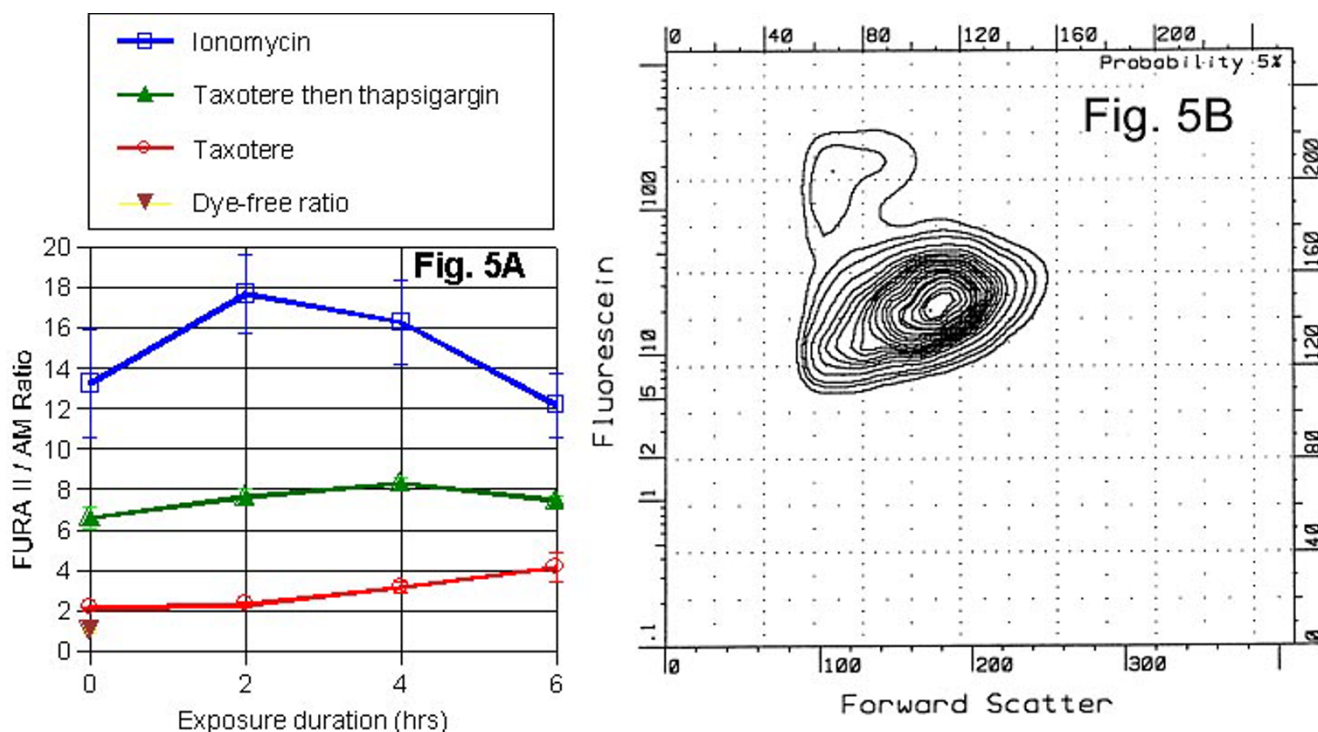 Ionomycin
Taxotere then thapsigargin
Taxotere
Dye-free ratio
Fig. 5A
20
18
16
14
12
10
8
6
4
2
0
FURA II / AM Ratio
0 2 4 6
Exposure duration (hrs)
0 40 80 120 160 200
Probability 5%
Fig. 5B
100
10
5
2
1
.1
Fluorescein
200
160
120
80
40
0
0 100 200 300
Forward Scatter